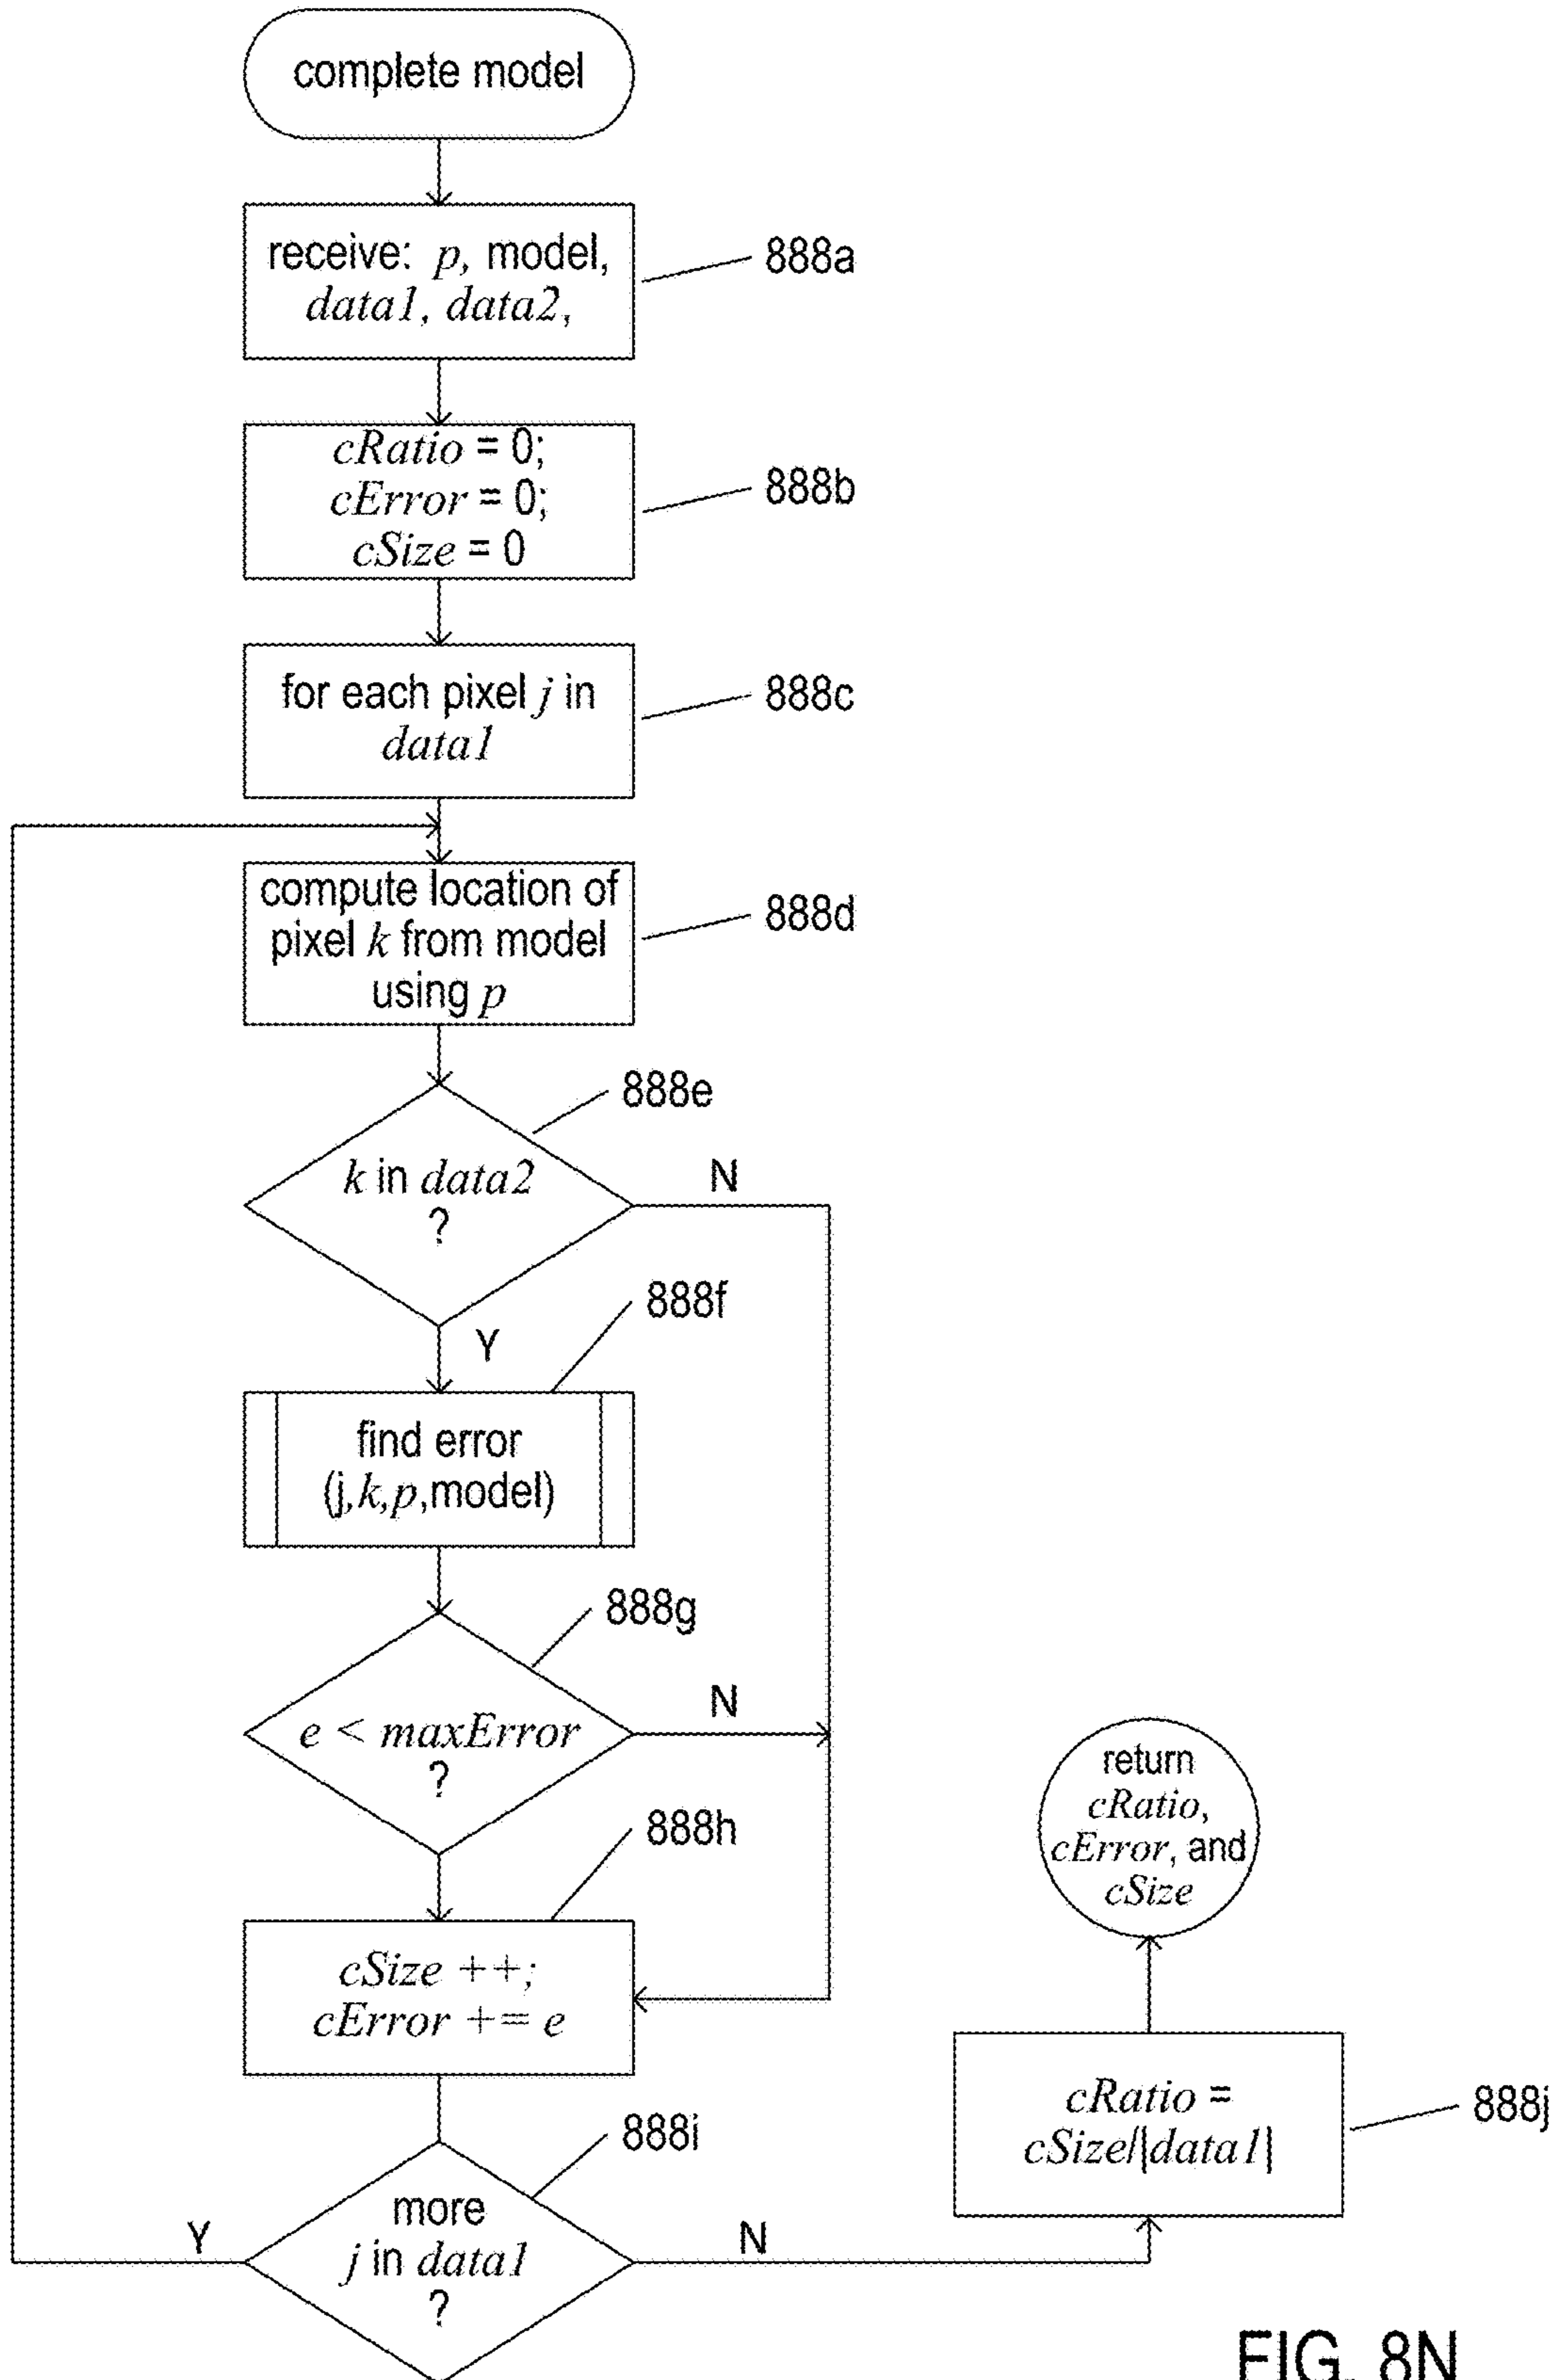 complete model
receive: p, model,
data1, data2,
888a
cRatio = 0;
cError = 0;
cSize = 0
888b
for each pixel j in
data1
888c
compute location of
pixel k from model
using p
888d
888e
k in data2
?
N
Y
888f
find error
(j,k,p,model)
888g
e < maxError
?
N
888h
cSize ++;
cError += e
888i
more
j in data1
?
Y
N
cRatio =
cSize/|data1|
888j
return
cRatio,
cError, and
cSize
FIG. 8N